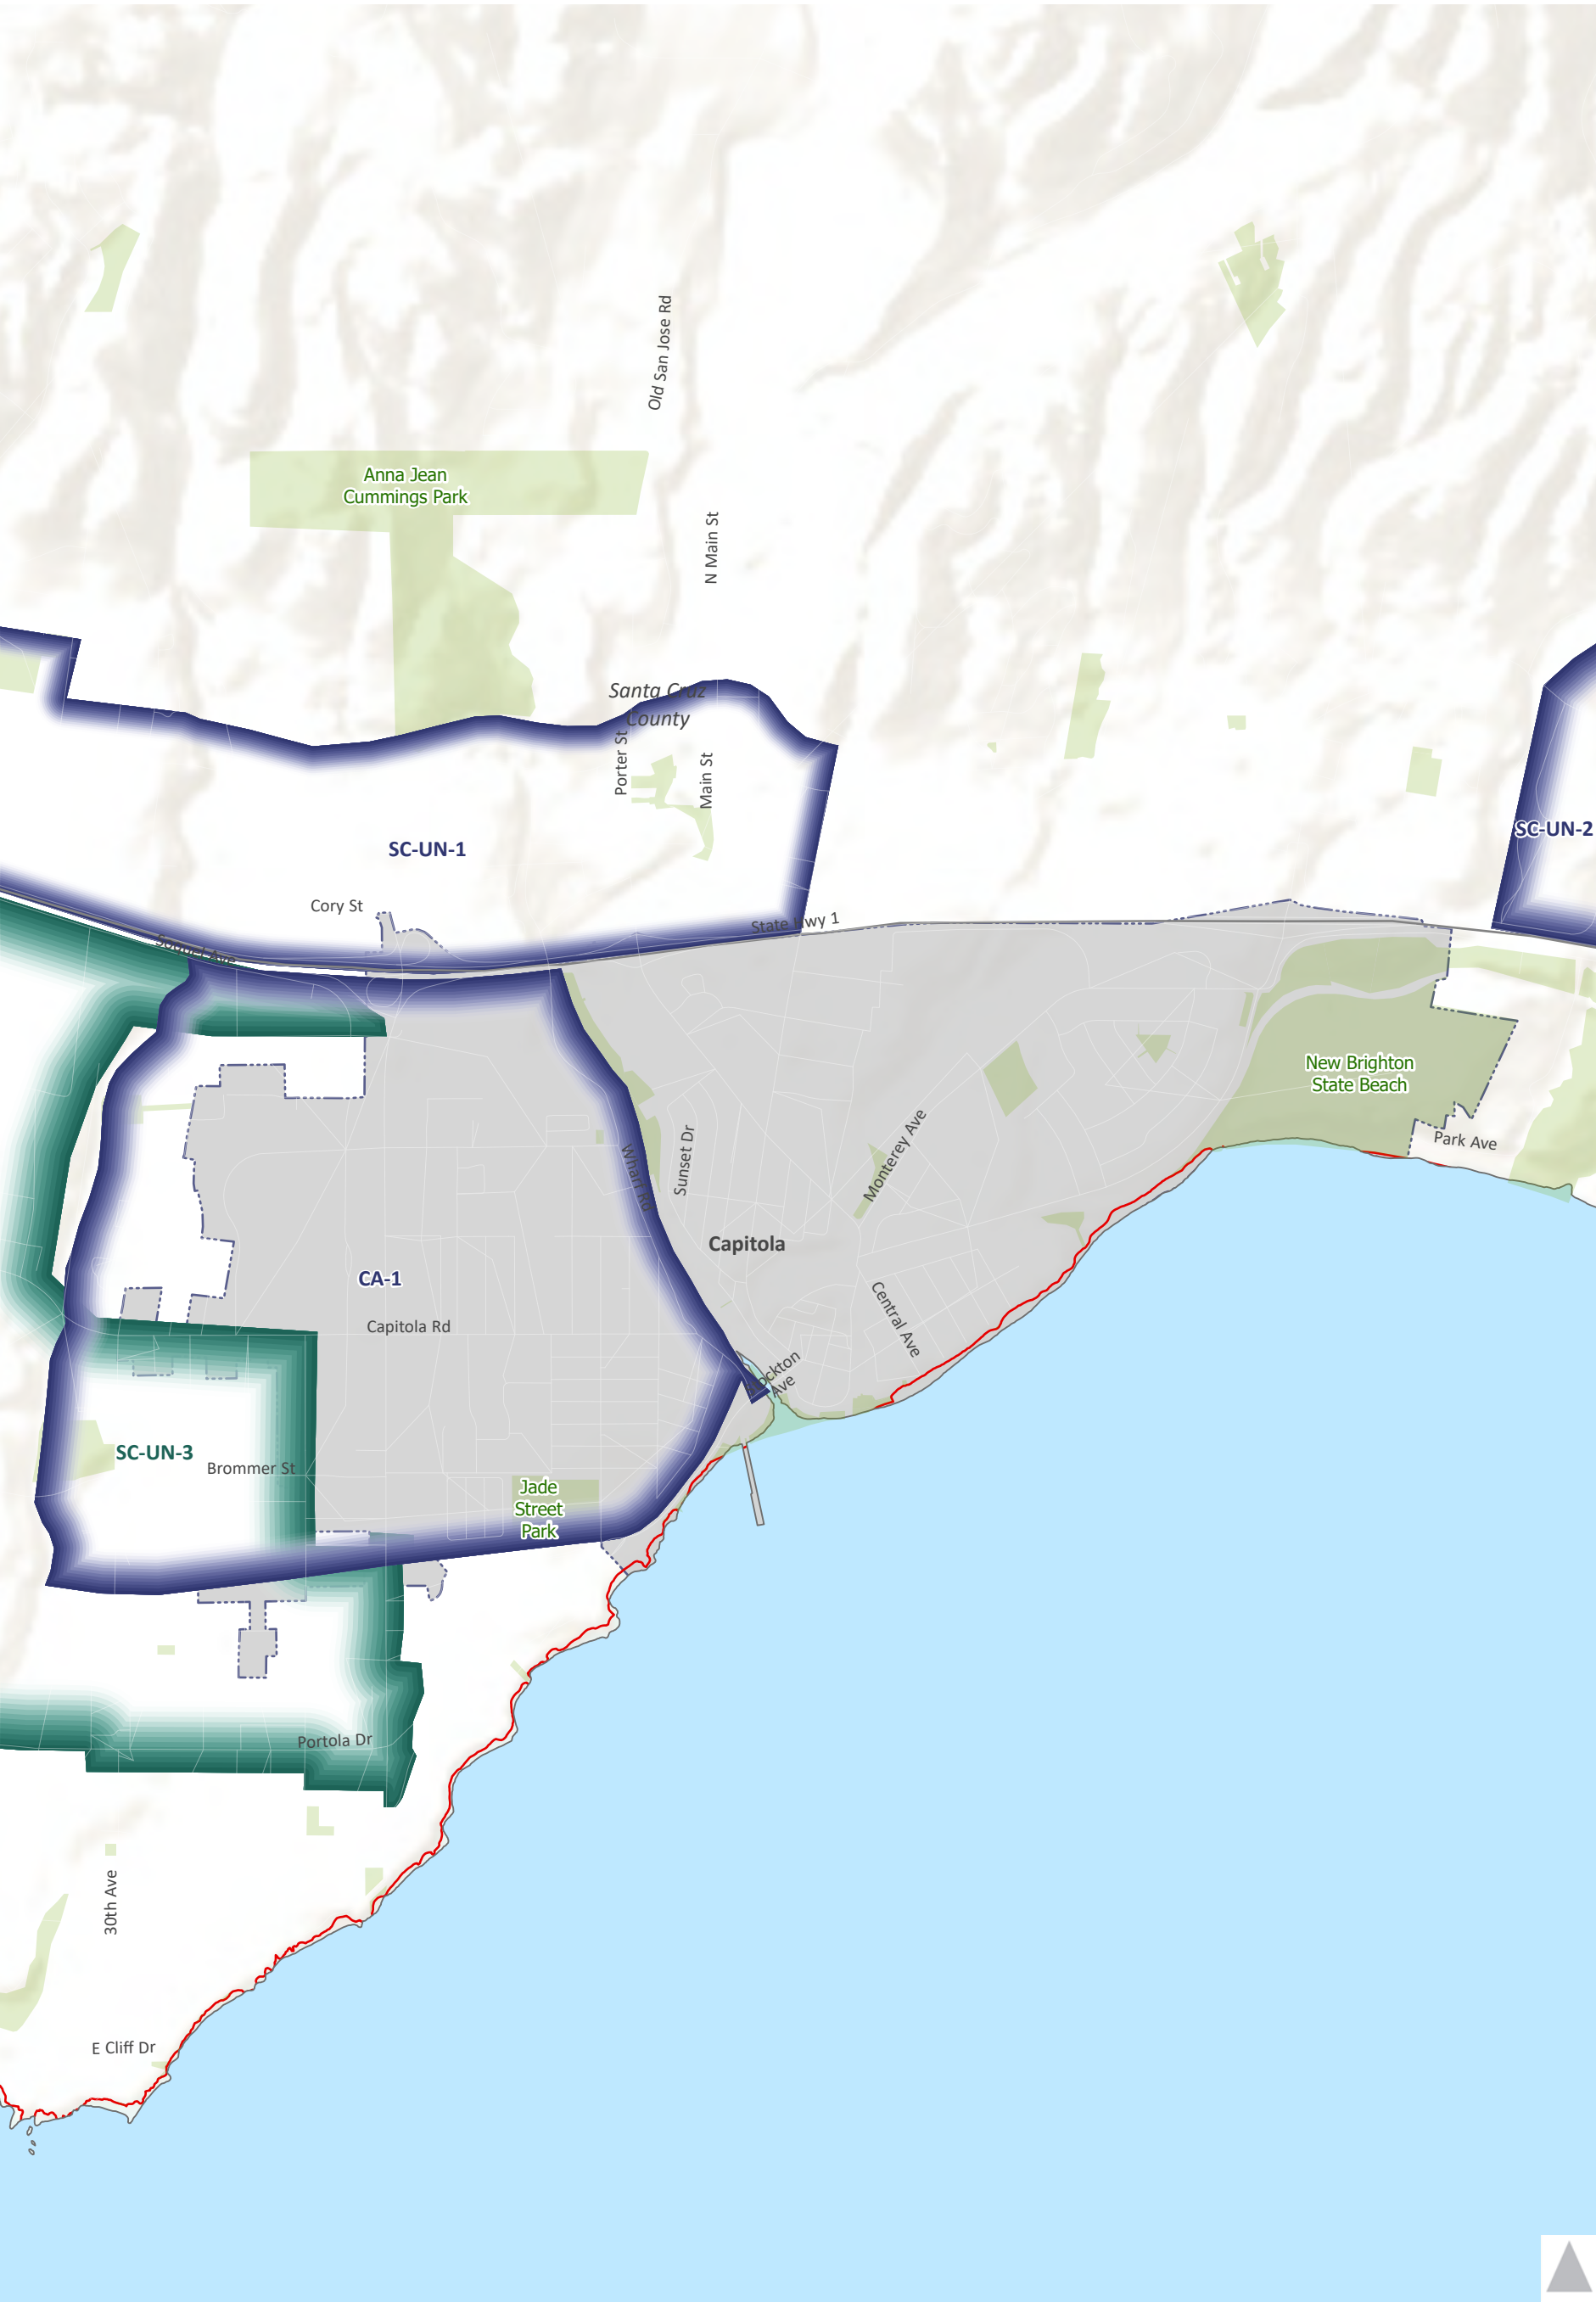 Old San Jose Rd
Anna Jean
Cummings Park
N Main St
Santa Cruz
County
Porter St
Main St
SC-UN-2
SC-UN-1
Cory St
State Hwy 1
Soquel Ave
New Brighton
State Beach
Park Ave
Monterey Ave
Sunset Dr
Wharf Rd
Capitola
CA-1
Central Ave
Capitola Rd
Ave
SC-UN-3
Brommer St
Jade
Street
Park
Portola Dr
30th Ave
E Cliff Dr